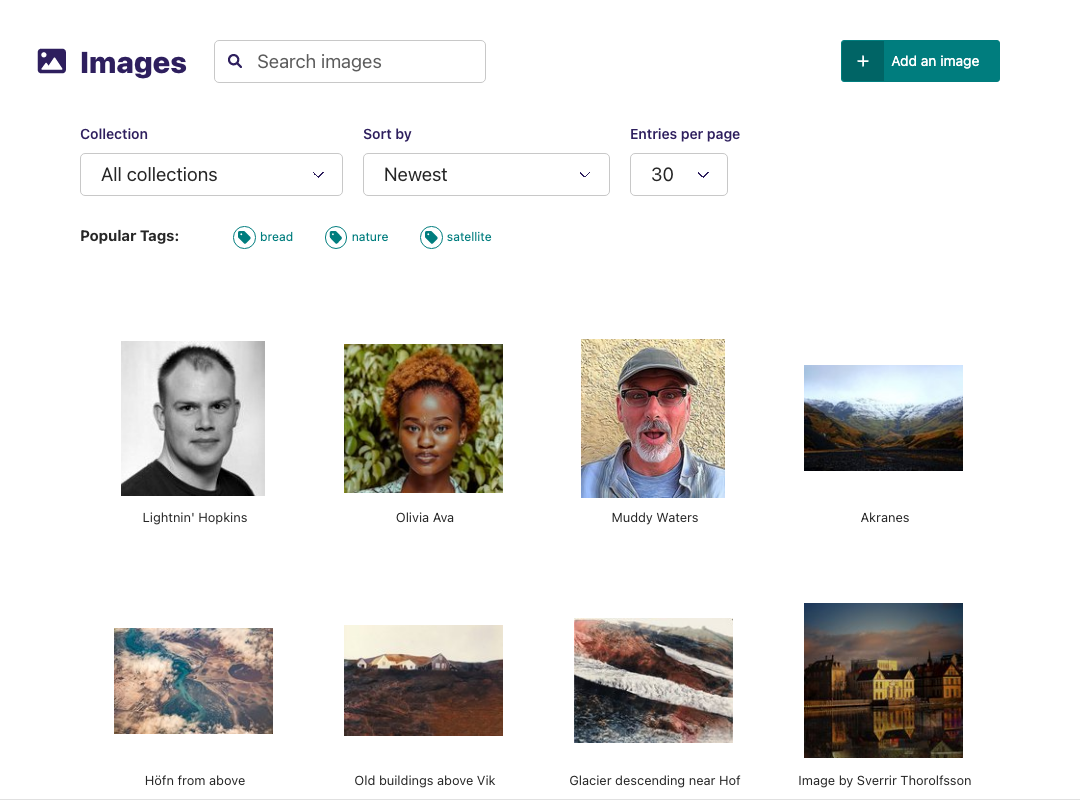 Images
Search images
Add an image
Collection
Sort by
Entries per page
All collections
Newest
30
Popular Tags:
bread
nature
satellite
Lightnin' Hopkins
Olivia Ava
Muddy Waters
Akranes
Höfn from above
Old buildings above Vik
Glacier descending near Hof
Image by Sverrir Thorolfsson